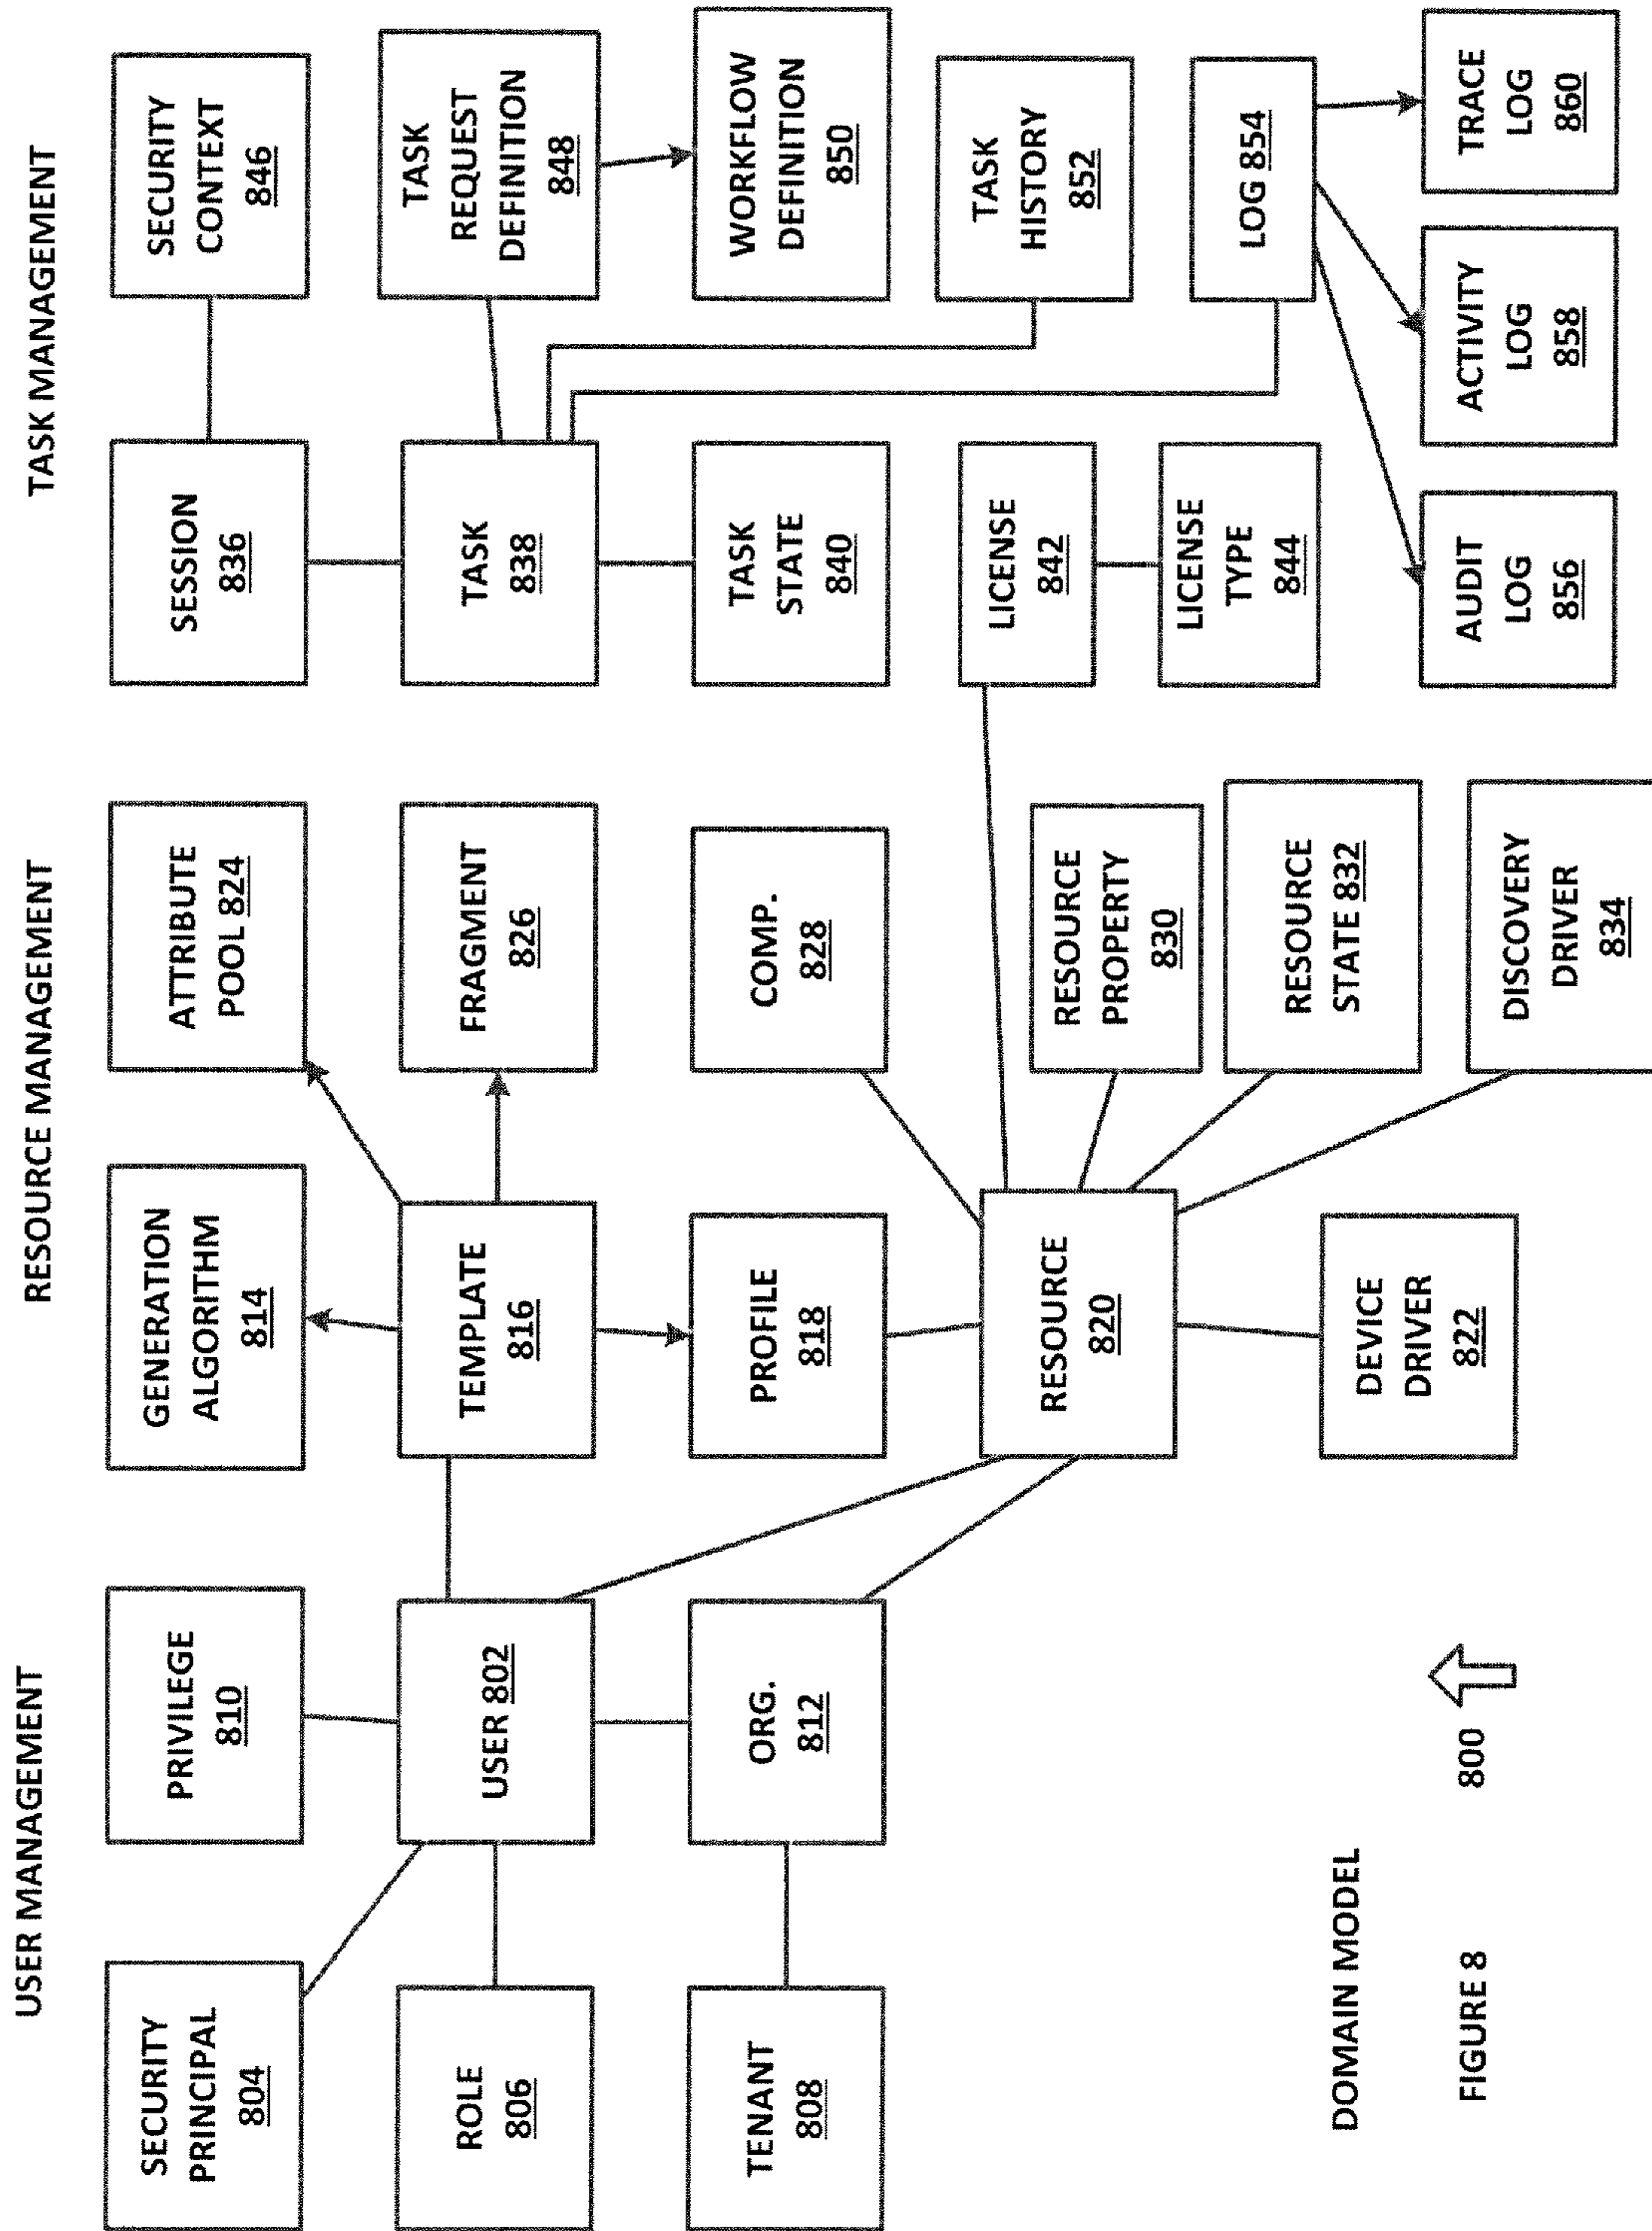 USER MANAGEMENT
RESOURCE MANAGEMENT
TASK MANAGEMENT
SECURITY
PRINCIPAL
804
PRIVILEGE
810
GENERATION
ALGORITHM
814
ATTRIBUTE
POOL 824
SESSION
836
SECURITY
CONTEXT
846
ROLE
806
USER 802
TEMPLATE
816
FRAGMENT
826
TASK
838
TASK
REQUEST
DEFINITION
848
TENANT
808
ORG.
812
PROFILE
818
COMP.
828
TASK
STATE
840
WORKFLOW
DEFINITION
850
RESOURCE
820
RESOURCE
PROPERTY
830
LICENSE
842
TASK
HISTORY
852
RESOURCE
STATE 832
LICENSE
TYPE
844
LOG 854
DEVICE
DRIVER
822
DISCOVERY
DRIVER
834
AUDIT
LOG
856
ACTIVITY
LOG
858
TRACE
LOG
860
DOMAIN MODEL
800
FIGURE 8